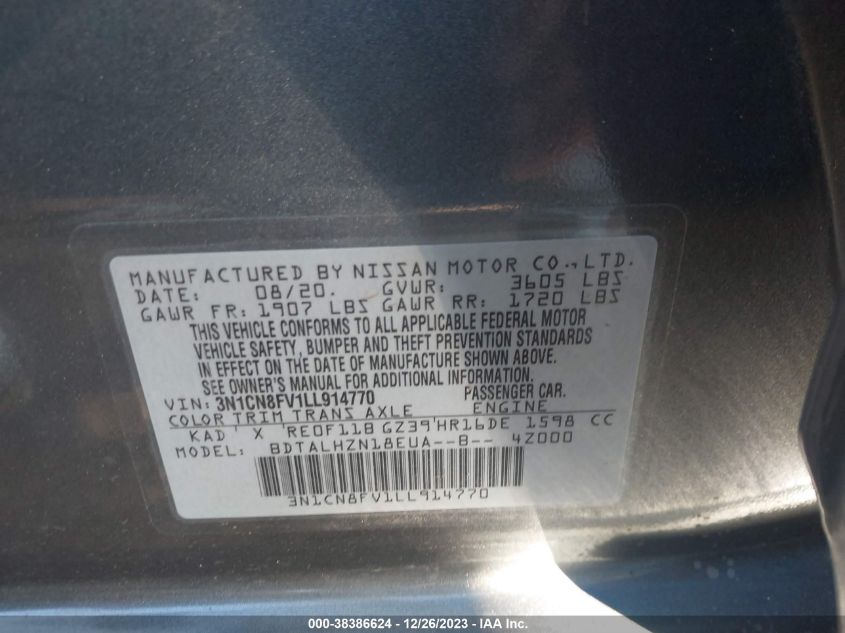 MANUFACTURED BY NISSAN MOTOR CO., LTD.
DATE: 08/20. GVWR: 3605 LBS
GAWR FR: 1907 LBS GAWR RR: 1720 LBS
THIS VEHICLE CONFORMS TO ALL APPLICABLE FEDERAL MOTOR
VEHICLE SAFETY, BUMPER AND THEFT PREVENTION STANDARDS
IN EFFECT ON THE DATE OF MANUFACTURE SHOWN ABOVE.
SEE OWNER'S MANUAL FOR ADDITIONAL INFORMATION.
VIN: 3N1CN8FV1LL914770 PASSENGER CAR.
COLOR TRIM TRANS AXLE ENGINE
KAD X RE0F11B GZ39 HR16DE 1598 CC
MODEL: BDTALHZN18EUA--B-- 4Z000
3N1CN8FV1LL914770
000-38386624 - 12/26/2023 - IAA Inc.